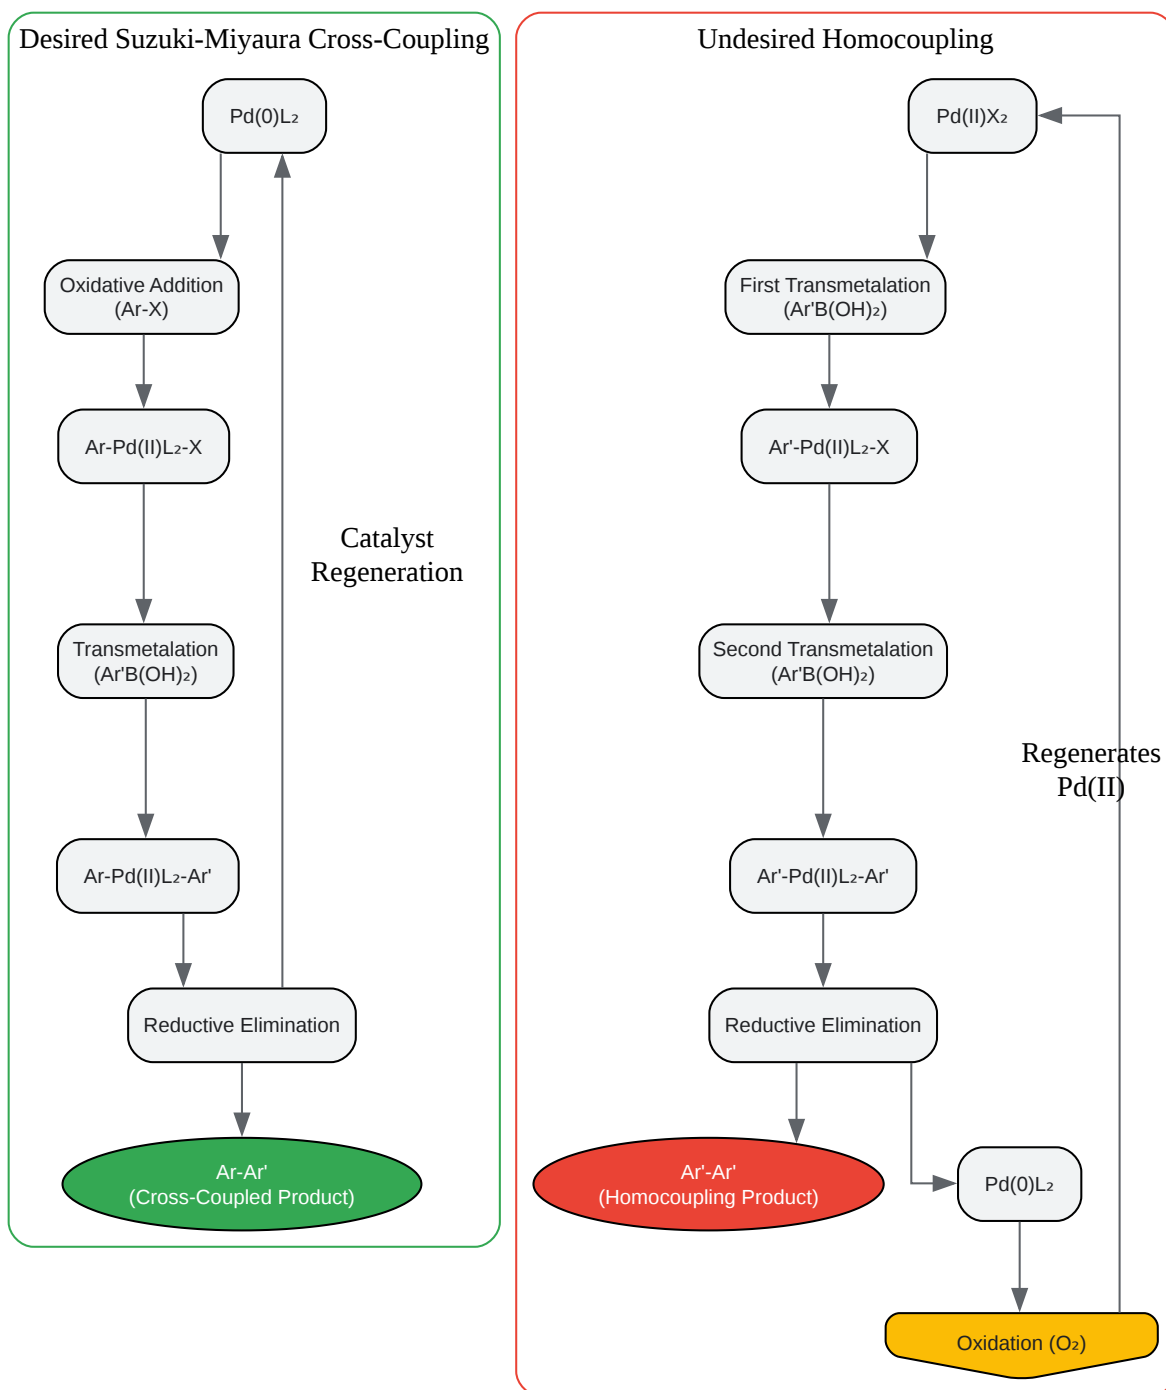 Desired Suzuki-Miyaura Cross-Coupling
Pd(0)L₂
Oxidative Addition
(Ar-X)
Ar-Pd(II)L₂-X
Catalyst
Regeneration
Transmetalation
(Ar'B(OH)₂)
Ar-Pd(II)L₂-Ar'
Reductive Elimination
Ar-Ar'
(Cross-Coupled Product)
Undesired Homocoupling
Pd(II)X₂
First Transmetalation
(Ar'B(OH)₂)
Ar'-Pd(II)L₂-X
Second Transmetalation
(Ar'B(OH)₂)
Regenerates
Pd(II)
Ar'-Pd(II)L₂-Ar'
Reductive Elimination
Ar'-Ar'
(Homocoupling Product)
Pd(0)L₂
Oxidation (O₂)